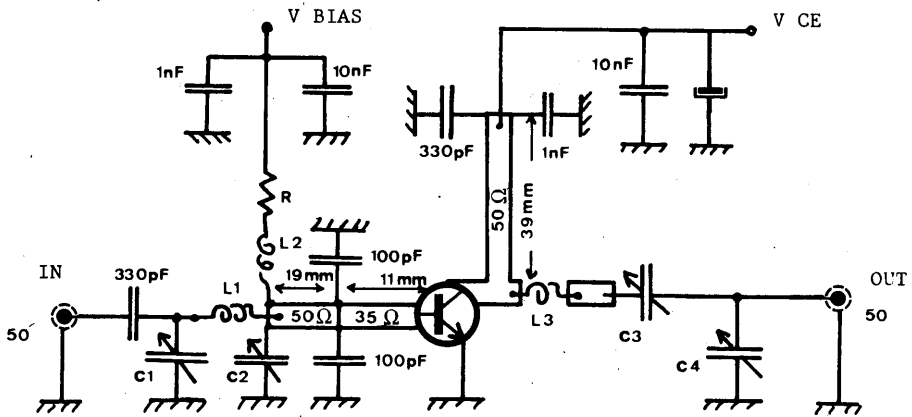 V BIAS
V CE
1nF
10nF
10nF
330pF
1nF
R
50 Ω
39mm
L2
100pF
19mm
11mm
IN
330pF
L1
L3
OUT
50
50 Ω
35 Ω
50
C3
C1
C2
100pF
C4